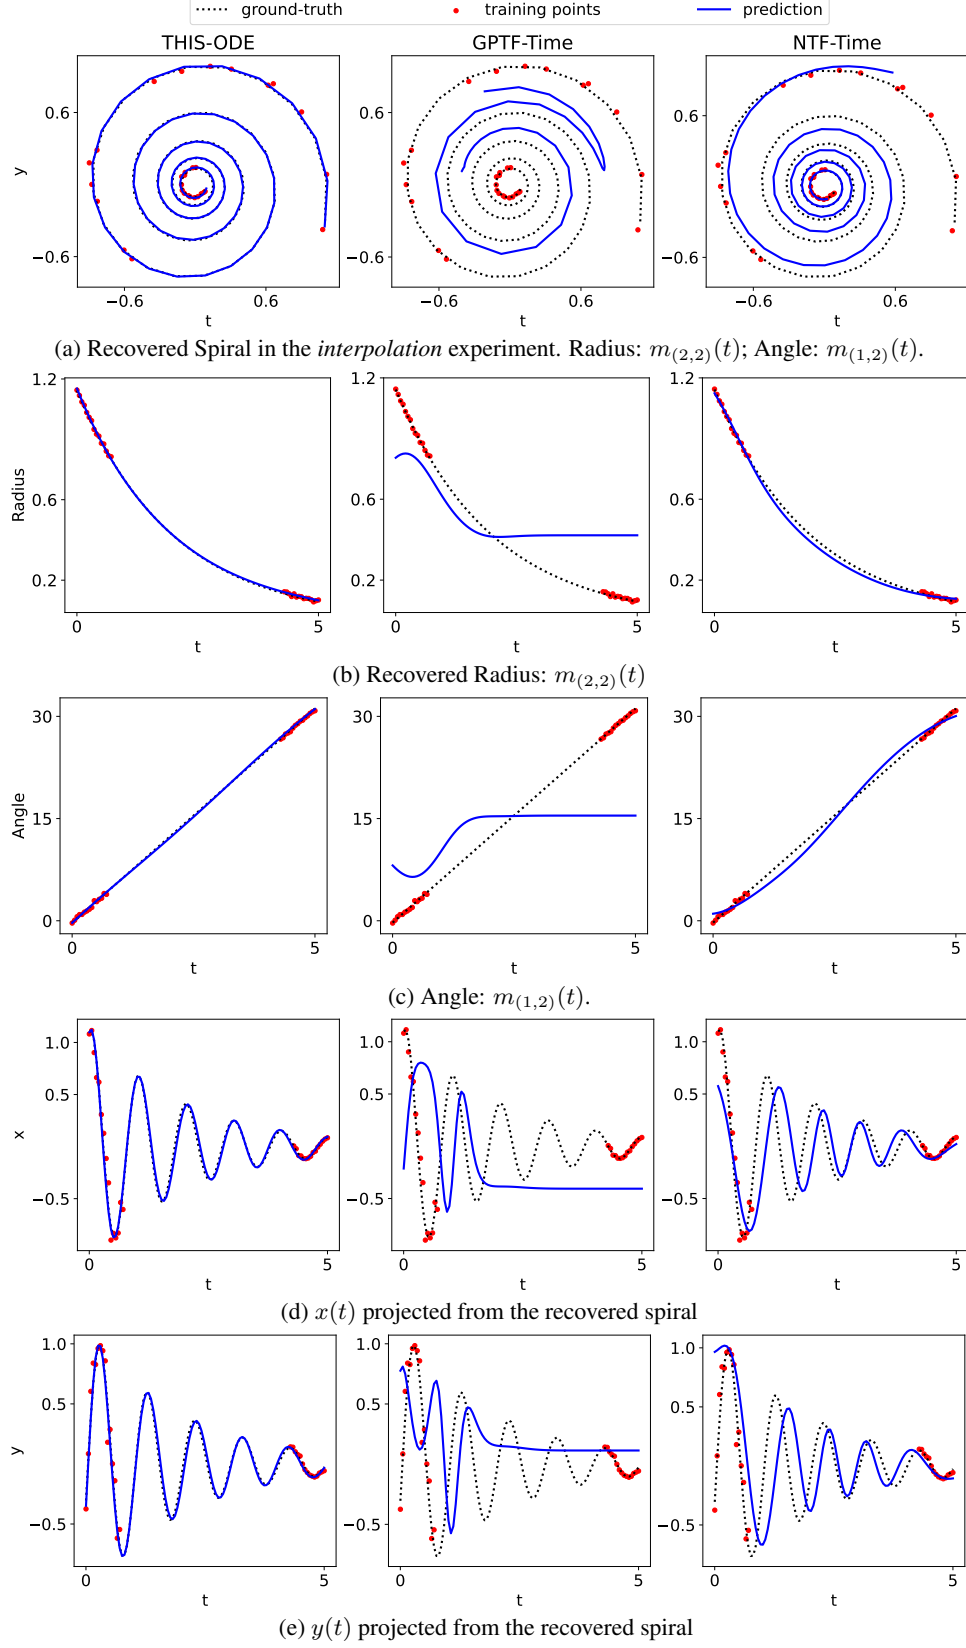 ground-truth training points prediction
THIS-ODE GPTF-Time NTF-Time
y
0.6 0.6 0.6
−0.6 −0.6 −0.6
−0.6 0.6 −0.6 0.6 −0.6 0.6
t t t
(a) Recovered Spiral in the interpolation experiment. Radius: m(2,2)(t); Angle: m(1,2)(t).
1.2 1.2 1.2
Radius
0.6 0.6 0.6
0.2 0.2 0.2
0 5 0 5 0 5
t t t
(b) Recovered Radius: m(2,2)(t)
30 30 30
Angle
15 15 15
0 0 0
0 5 0 5 0 5
t t t
(c) Angle: m(1,2)(t).
1.0 1.0 1.0
x
0.5 0.5 0.5
−0.5 −0.5 −0.5
0 5 0 5 0 5
t t t
(d) x(t) projected from the recovered spiral
1.0 1.0 1.0
y
0.5 0.5 0.5
−0.5 −0.5 −0.5
0 5 0 5 0 5
t t t
(e) y(t) projected from the recovered spiral